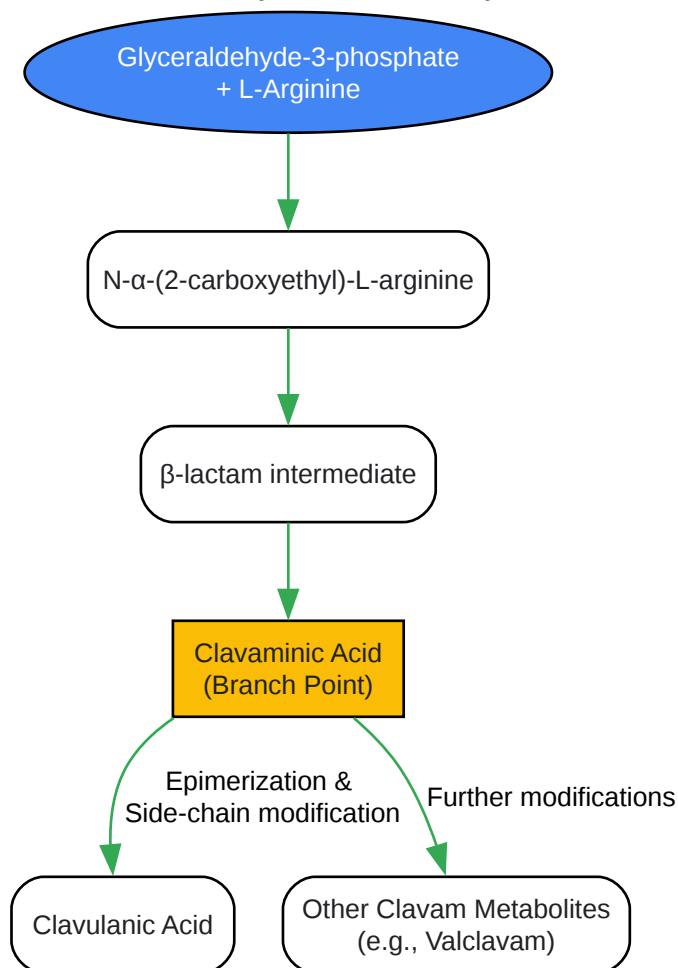 Glyceraldehyde-3-phosphate
+ L-Arginine
N-α-(2-carboxyethyl)-L-arginine
β-lactam intermediate
Clavaminic Acid
(Branch Point)
Epimerization &
Side-chain modification
Further modifications
Clavulanic Acid
Other Clavam Metabolites
(e.g., Valclavam)